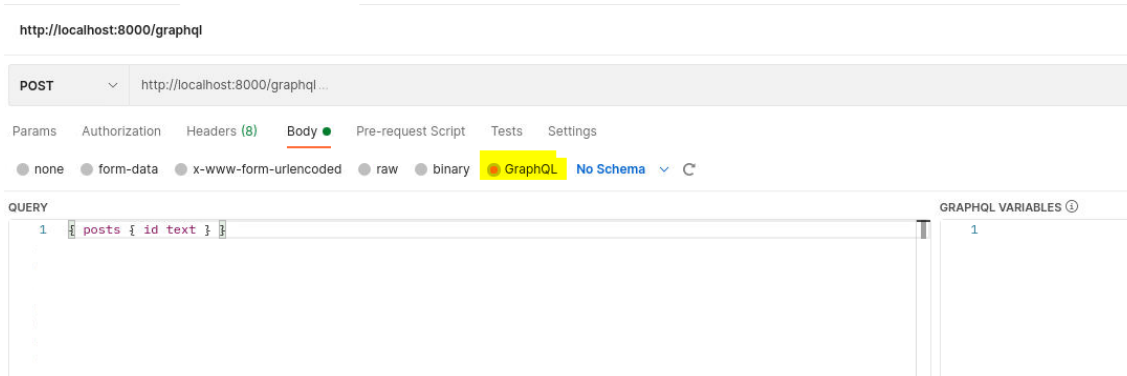 http://localhost:8000/graphql
POST http://localhost:8000/graphql ...
Params Authorization Headers (8) Body Pre-request Script Tests Settings
none form-data x-www-form-urlencoded raw binary GraphQL No Schema
QUERY GRAPHQL VARIABLES
1 { posts { id text } } 1